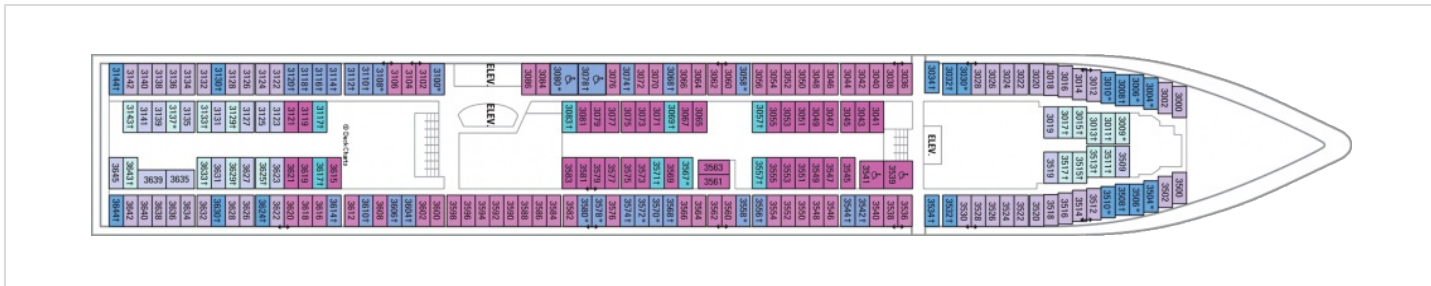 3144† 3142 3140 3138 3136 3134 3132 3130† 3128 3126 3124 3122 3120† 3118† 3116† 3114† 3112† 3110† 3108* 3106 3104 3102 3100* ELEV. 3086 3084 3080* 3078† 3076 3074† 3072 3070 3068† 3066 3064 3062 3060 3058* 3056 3054 3052 3050 3048 3046 3044 3042 3040 3038 3036 3034† 3032† 3030* 3028 3026 3024 3022 3020 3018 3016 3014 3012 3010* 3008† 3006* 3004* 3002 3000
3143† 3141 3139 3137* 3135 3133† 3131 3129† 3127 3125 3123 3121 3119 3117† ELEV. 3083† 3081 3079 3077 3075 3073 3071 3069† 3067 3065 3057† 3055 3053 3051 3049 3047 3045 3043 3041 3019 3017† 3015† 3013† 3011† 3009*
© Deck Charts
ELEV.
3645 3643† 3639 3635 3633† 3631 3629† 3627 3625† 3623 3621 3619 3617† 3615 3583 3581 3579 3577 3575 3573 3571† 3569 3567* 3563 3561 3557† 3555 3553 3551 3549 3547 3545 3541 3539 3519 3517† 3515† 3513† 3511† 3509
3644† 3642 3640 3638 3636 3634 3632 3630† 3628 3626 3624† 3622 3620 3618 3616 3614† 3612 3610† 3608 3606† 3604† 3602 3600 3598 3596 3594 3592 3590 3588 3586 3584 3582 3580* 3578* 3576 3574† 3572* 3570* 3568† 3566 3564 3562 3560 3558* 3556† 3554 3552 3550 3548 3546 3544† 3542† 3540 3538 3536 3534† 3532† 3530 3528 3526 3524 3522 3520 3518 3516 3514 3512 3510* 3508† 3506* 3504* 3502 3500